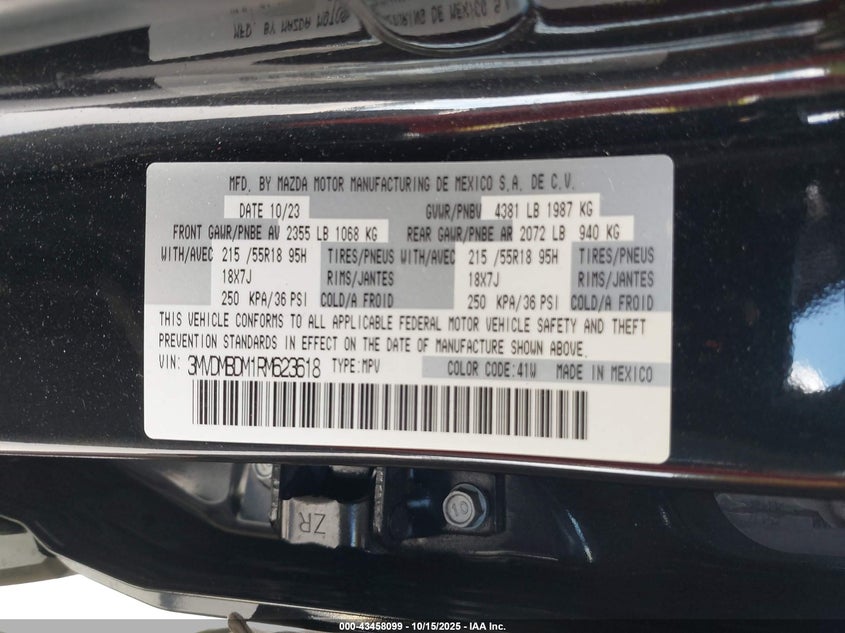 MFD. BY MAZDA MOTOR MANUFACTURING DE MEXICO S.A. DE C.V.
DATE 10/23 GVWR/PNBV 4381 LB 1987 KG
FRONT GAWR/PNBE AV 2355 LB 1068 KG REAR GAWR/PNBE AR 2072 LB 940 KG
WITH/AVEC 215 /55R18 95H TIRES/PNEUS WITH/AVEC 215 /55R18 95H TIRES/PNEUS
18X7J RIMS/JANTES 18X7J RIMS/JANTES
250 KPA/36 PSI COLD/A FROID 250 KPA/36 PSI COLD/A FROID
THIS VEHICLE CONFORMS TO ALL APPLICABLE FEDERAL MOTOR VEHICLE SAFETY AND THEFT
PREVENTION STANDARDS IN EFFECT ON THE DATE OF MANUFACTURE SHOWN ABOVE.
VIN: 3MVDMBDM1RM623618 TYPE:MPV COLOR CODE:41W MADE IN MEXICO
ZR
10
000-43458099 - 10/15/2025 - IAA Inc.